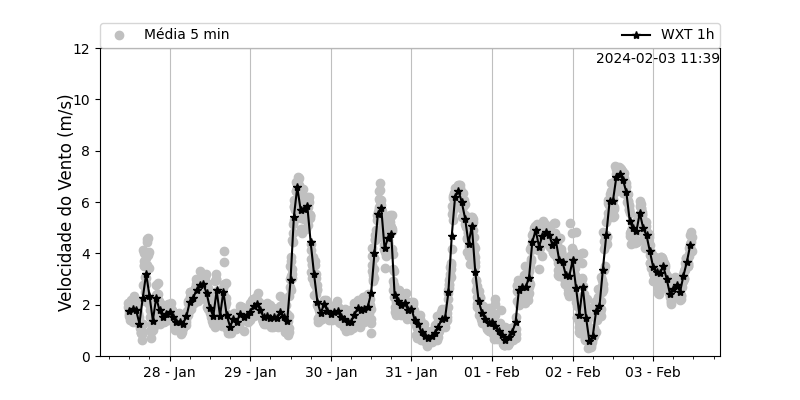 Média 5 min
WXT 1h
2024-02-03 11:39
Velocidade do Vento (m/s)
12
10
8
6
4
2
0
28 - Jan
29 - Jan
30 - Jan
31 - Jan
01 - Feb
02 - Feb
03 - Feb